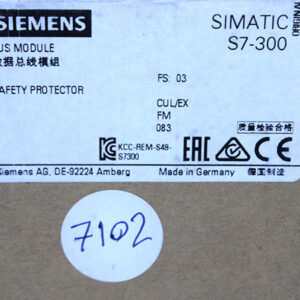 SIEMENS
SIMATIC
S7-300
US MODULE
数据总线模组
AFETY PROTECTOR
FS: 03
CUL/EX
FM
083
质量检验合格
KCC-REM-S49-
S7300
EAC
Siemens AG, DE-92224 Amberg
Made in Germany
德国制造
7102